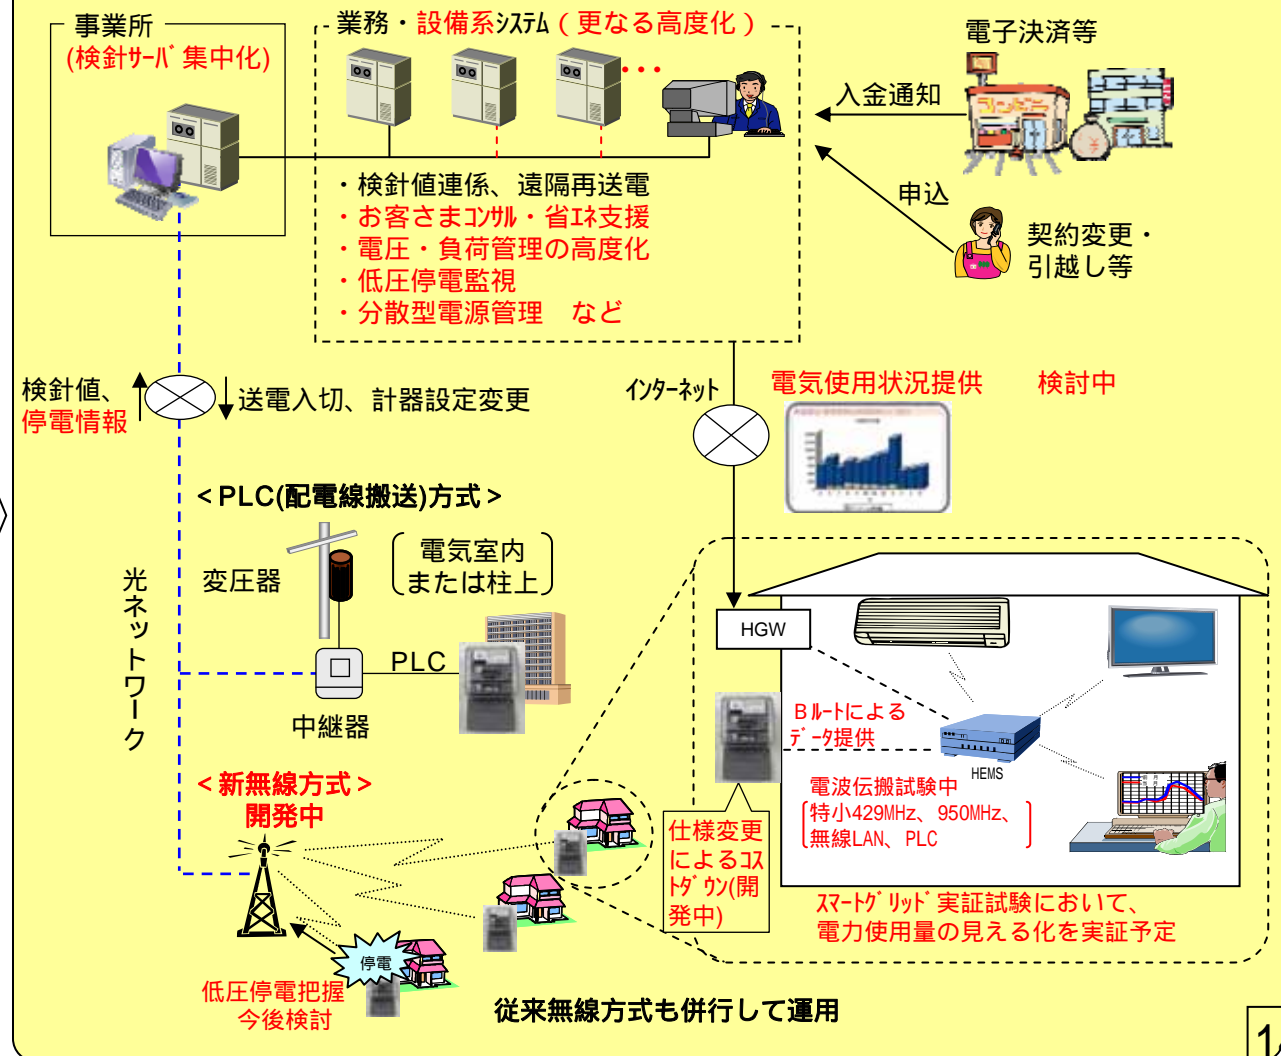 事業所
(検針ｻｰﾊﾞ集中化)
業務・設備系ｼｽﾃﾑ（更なる高度化）
・・・
電子決済等
入金通知
申込
契約変更・
引越し等
・検針値連係、遠隔再送電
・お客さまｺﾝｻﾙ・省ｴﾈ支援
・電圧・負荷管理の高度化
・低圧停電監視
・分散型電源管理　など
検針値、
停電情報
送電入切、計器設定変更
ｲﾝﾀｰﾈｯﾄ
電気使用状況提供　検討中
＜PLC(配電線搬送)方式＞
変圧器
電気室内
または柱上
光ネットワーク
PLC
中継器
HGW
Bﾙｰﾄによる
ﾃﾞｰﾀ提供
HEMS
電波伝搬試験中
特小429MHz、950MHz、
無線LAN、PLC
＜新無線方式＞
開発中
仕様変更
によるｺｽ
ﾄﾀﾞｳﾝ(開
発中)
ｽﾏｰﾄｸﾞﾘｯﾄﾞ実証試験において、
電力使用量の見える化を実証予定
停電
低圧停電把握
今後検討
従来無線方式も併行して運用
1